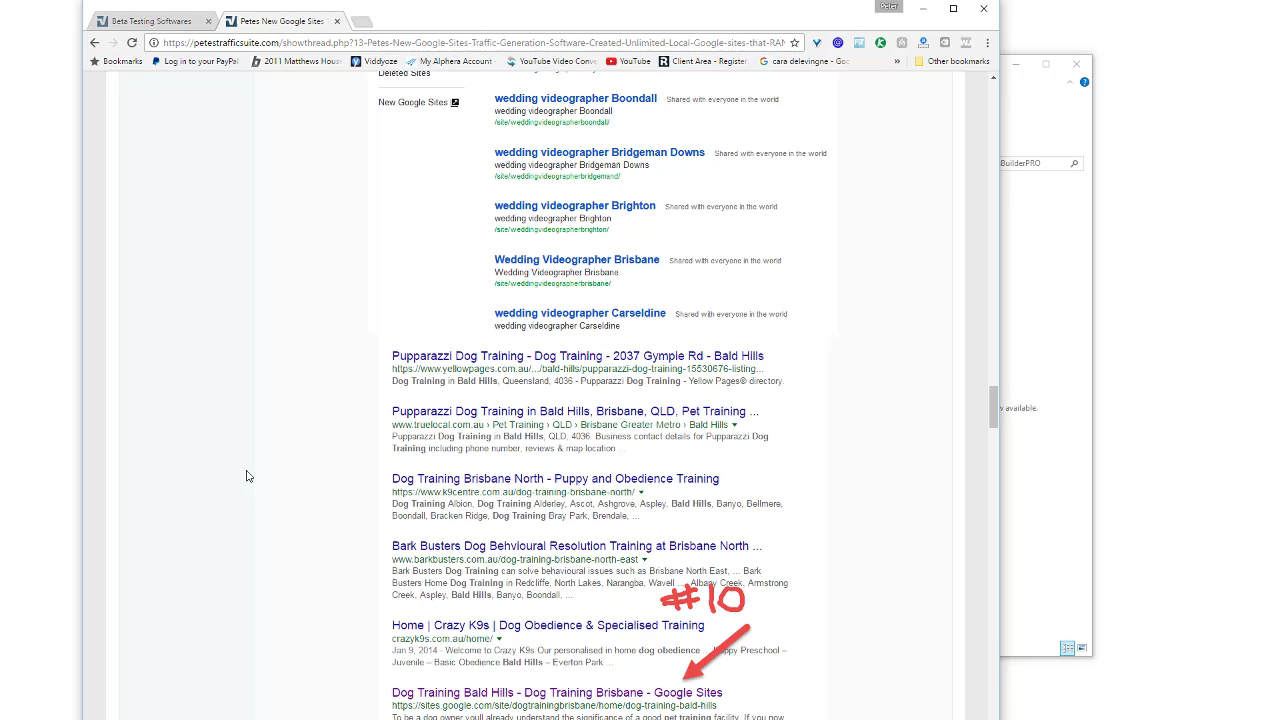 Peter
Beta Testing Softwares
Petes New Google Sites
https://petestrafficsuite.com/showthread.php?13-Petes-New-Google-Sites-Traffic-Generation-Software-Created-Unlimited-Local-Google-sites-that-RAN
Bookmarks
Log in to your PayPal
2011 Matthews Hous
Viddyoze
My Alphera Account
YouTube Video Conve
YouTube
Client Area - Register
cara delevingne - Goo
»
Other bookmarks
Deleted Sites
New Google Sites
wedding videographer Boondall Shared with everyone in the world
wedding videographer Boondall
/site/weddingvideographerboondall/
wedding videographer Bridgeman Downs Shared with everyone in the world
wedding videographer Bridgeman Downs
/site/weddingvideographerbridgemand/
wedding videographer Brighton Shared with everyone in the world
wedding videographer Brighton
/site/weddingvideographerbrighton/
Wedding Videographer Brisbane Shared with everyone in the world
Wedding Videographer Brisbane
/site/weddingvideographerbrisbane/
wedding videographer Carseldine Shared with everyone in the world
wedding videographer Carseldine
Pupparazzi Dog Training - Dog Training - 2037 Gympie Rd - Bald Hills
https://www.yellowpages.com.au/.../bald-hills/pupparazzi-dog-training-15530676-listing...
Dog Training in Bald Hills, Queensland, 4036 - Pupparazzi Dog Training - Yellow Pages® directory.
Pupparazzi Dog Training in Bald Hills, Brisbane, QLD, Pet Training ...
www.truelocal.com.au › Pet Training › QLD › Brisbane Greater Metro › Bald Hills
Pupparazzi Dog Training in Bald Hills, QLD, 4036. Business contact details for Pupparazzi Dog
Training including phone number, reviews & map location ...
Dog Training Brisbane North - Puppy and Obedience Training
https://www.k9centre.com.au/dog-training-brisbane-north/
Dog Training Albion, Dog Training Alderley, Ascot, Ashgrove, Aspley, Bald Hills, Banyo, Bellmere,
Boondall, Bracken Ridge, Dog Training Bray Park, Brendale, ...
Bark Busters Dog Behvioural Resolution Training at Brisbane North ...
www.barkbusters.com.au/dog-training-brisbane-north-east
Bark Busters Dog Training can solve behavioural issues such as Brisbane North East, ... Bark
Busters Home Dog Training in Redcliffe, North Lakes, Narangba, Wavell ... Albany Creek, Armstrong
Creek, Aspley, Bald Hills, Banyo, Boondall, ...
#10
Home | Crazy K9s | Dog Obedience & Specialised Training
crazyk9s.com.au/home/
Jan 9, 2014 - Welcome to Crazy K9s Our personalised in home dog obedience ... Puppy Preschool –
Juvenile – Basic Obedience Bald Hills – Everton Park ...
Dog Training Bald Hills - Dog Training Brisbane - Google Sites
https://sites.google.com/site/dogtrainingbrisbane/home/dog-training-bald-hills
To be a dog owner youll already understand the significance of a good pet training facility. If you now
BuilderPRO
w available.